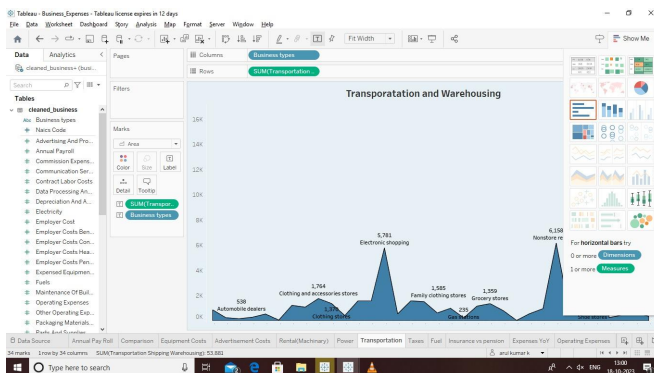 Business_Expenses - Tableau license expires in 12 days
File Data Worksheet Dashboard Story Analysis Map Format Server Window Help
Fit Width
Show Me
Data Analytics
cleaned_business+ (busi...
Search
Tables
cleaned_business
Abc Business types
Naics Code
Advertising And Pro...
Annual Payroll
Commission Expens...
Communication Ser...
Contract Labor Costs
Data Processing An...
Depreciation And A...
Electricity
Employer Cost
Employer Costs Ben...
Employer Costs Con...
Employer Costs Hea...
Employer Costs Pen...
Expensed Equipmen...
Fuels
Maintenance Of Buil...
Operating Expenses
Other Operating Exp...
Packaging Materials...
Parts And Supplies
Pages
Filters
Marks
Area
Color Size Label
Detail Tooltip
SUM(Transpor...
Business types
Columns Business types
Rows SUM(Transportation...
Transporatation and Warehousing
16K
14K
12K
10K
8K
6K
4K
2K
0K
538
Automobile dealers
1,764
Clothing and accessories stores
1,376
5,781
Electronic shopping
1,585
Family clothing stores
235
Gas stations
1,359
Grocery stores
6,158
Nonstore re
Shoe stores
For horizontal bars try
0 or more Dimensions
1 or more Measures
Data Source Annual Pay Roll Comparison Equipment Costs Advertisement Costs Rental(Machinary) Power Transportation Taxes Fuel Insurance vs pension Expenses YoY Operating Expenses
34 marks 1 row by 34 columns SUM(Transportation Shipping Warehousing): 53,881
arul kumar k
Type here to search
ENG
13:00
18-10-2023